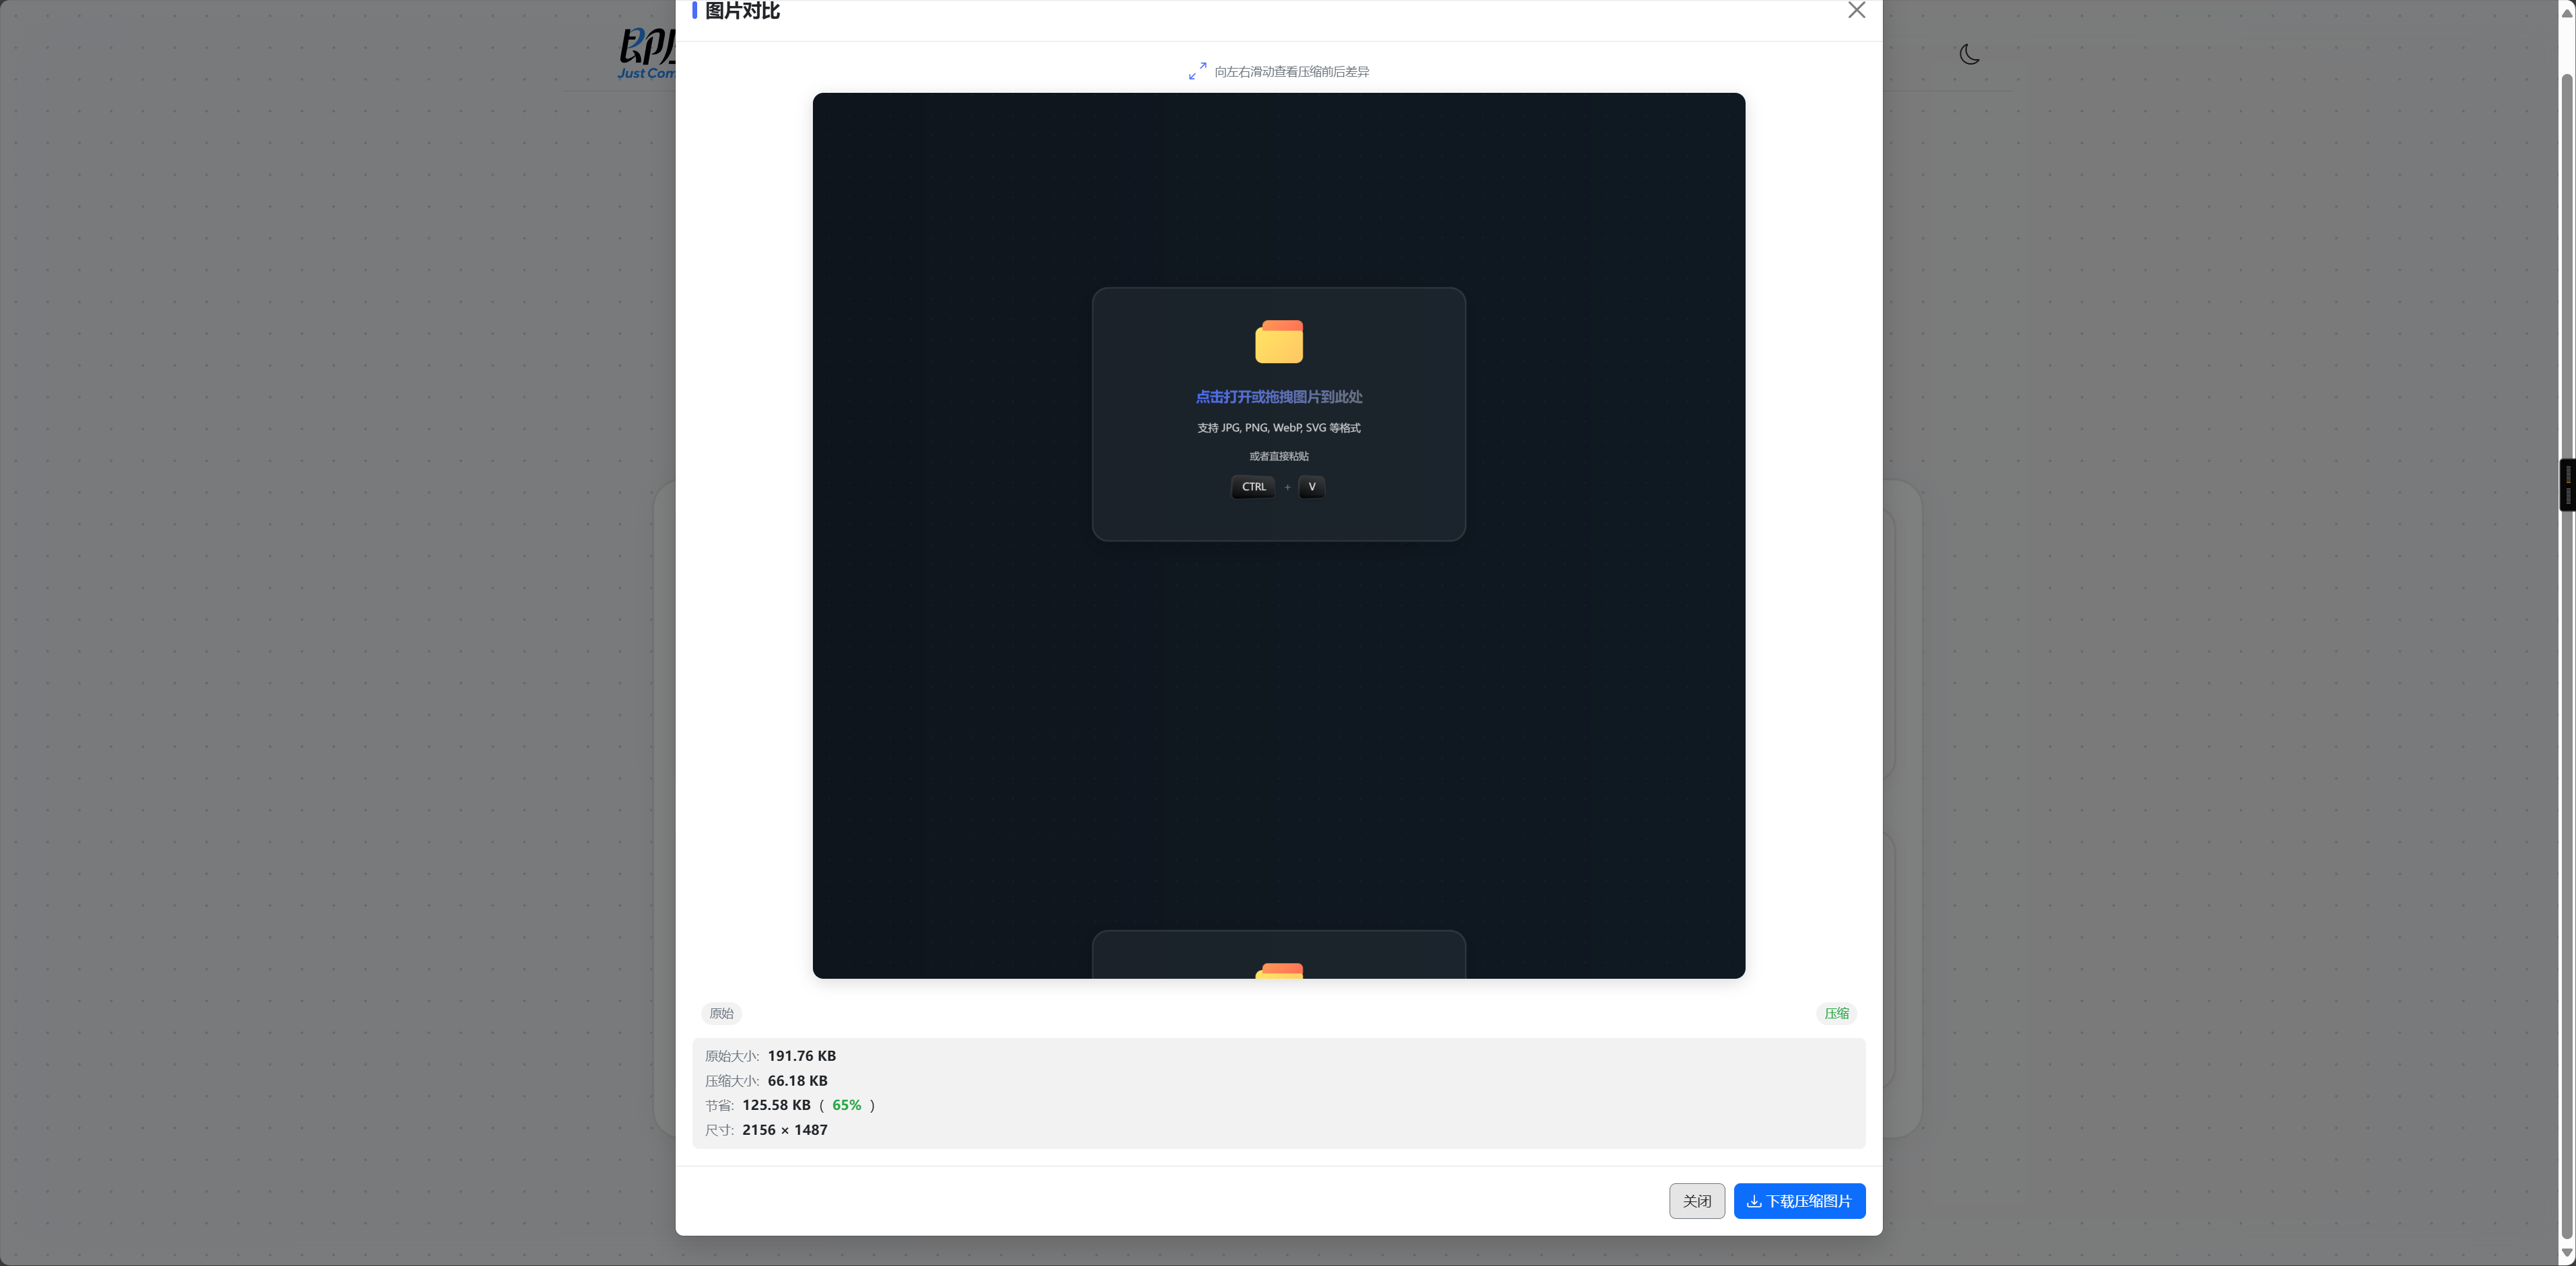 图片对比
Just Com
向左右滑动查看压缩前后差异
点击打开或拖拽图片到此处
支持 JPG, PNG, WebP, SVG 等格式
或者直接粘贴
CTRL + V
原始
压缩
原始大小: 191.76 KB
压缩大小: 66.18 KB
节省: 125.58 KB ( 65% )
尺寸: 2156 × 1487
关闭
下载压缩图片